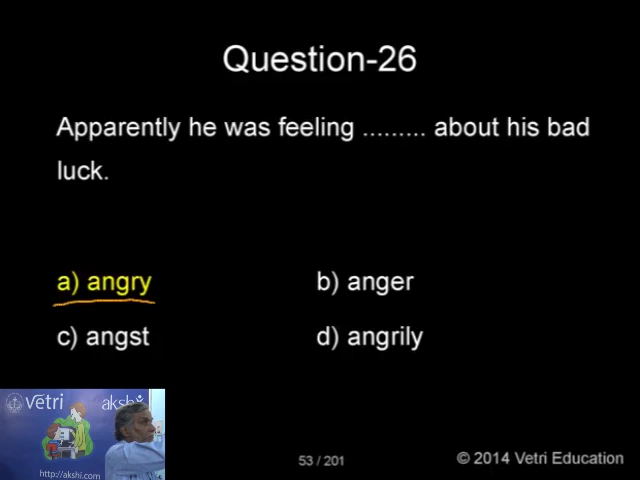 Question-26
Apparently he was feeling ......... about his bad
luck.
a) angry
b) anger
c) angst
d) angrily
vetri
akshi
http://akshi.com
53 / 201
© 2014 Vetri Education